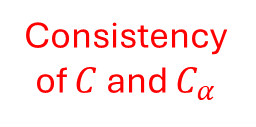 Consistency
of C and Cα